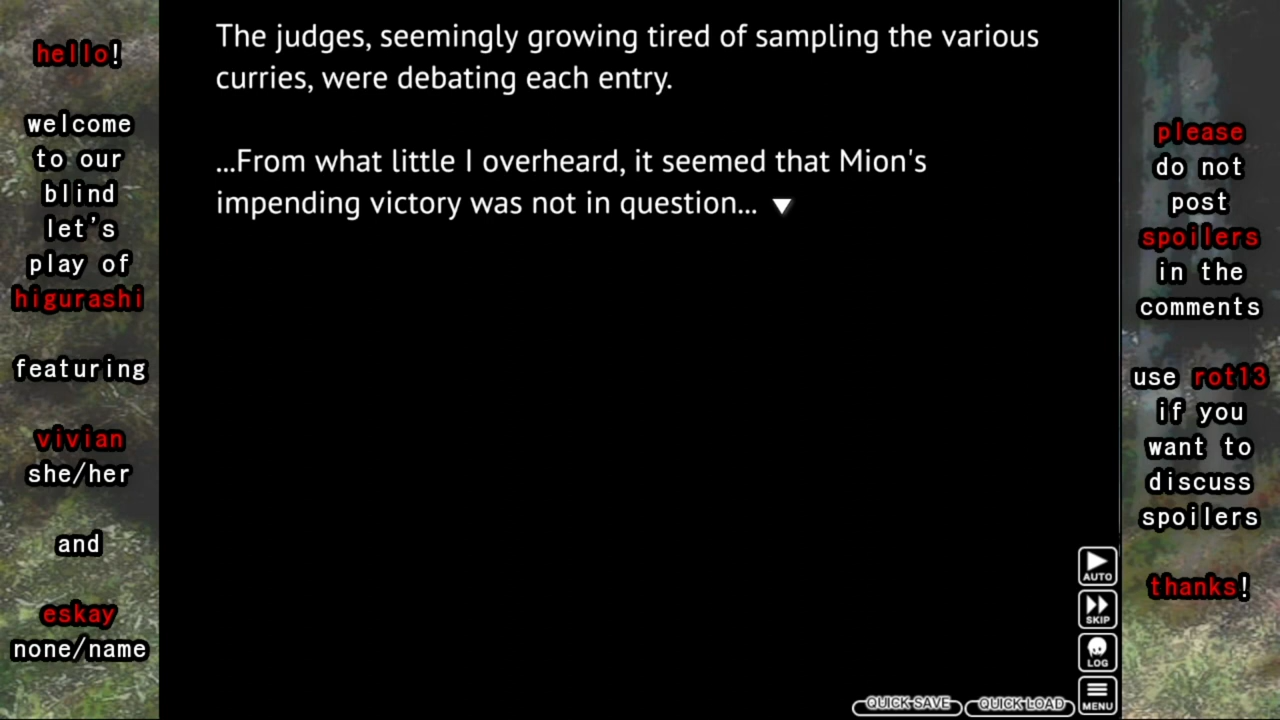 hello!
welcome
to our
blind
let's
play of
higurashi
featuring
vivian
she/her
and
eskay
none/name
The judges, seemingly growing tired of sampling the various
curries, were debating each entry.
...From what little I overheard, it seemed that Mion's
impending victory was not in question...
AUTO
SKIP
LOG
MENU
QUICK SAVE QUICK LOAD
please
do not
post
spoilers
in the
comments
use rot13
if you
want to
discuss
spoilers
thanks!